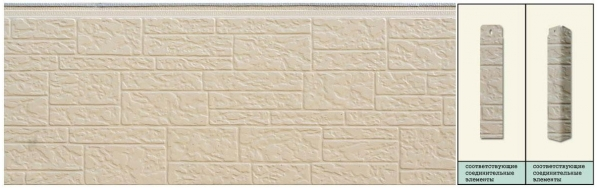 соответствующие
соединительные
элементы
соответствующие
соединительные
элементы